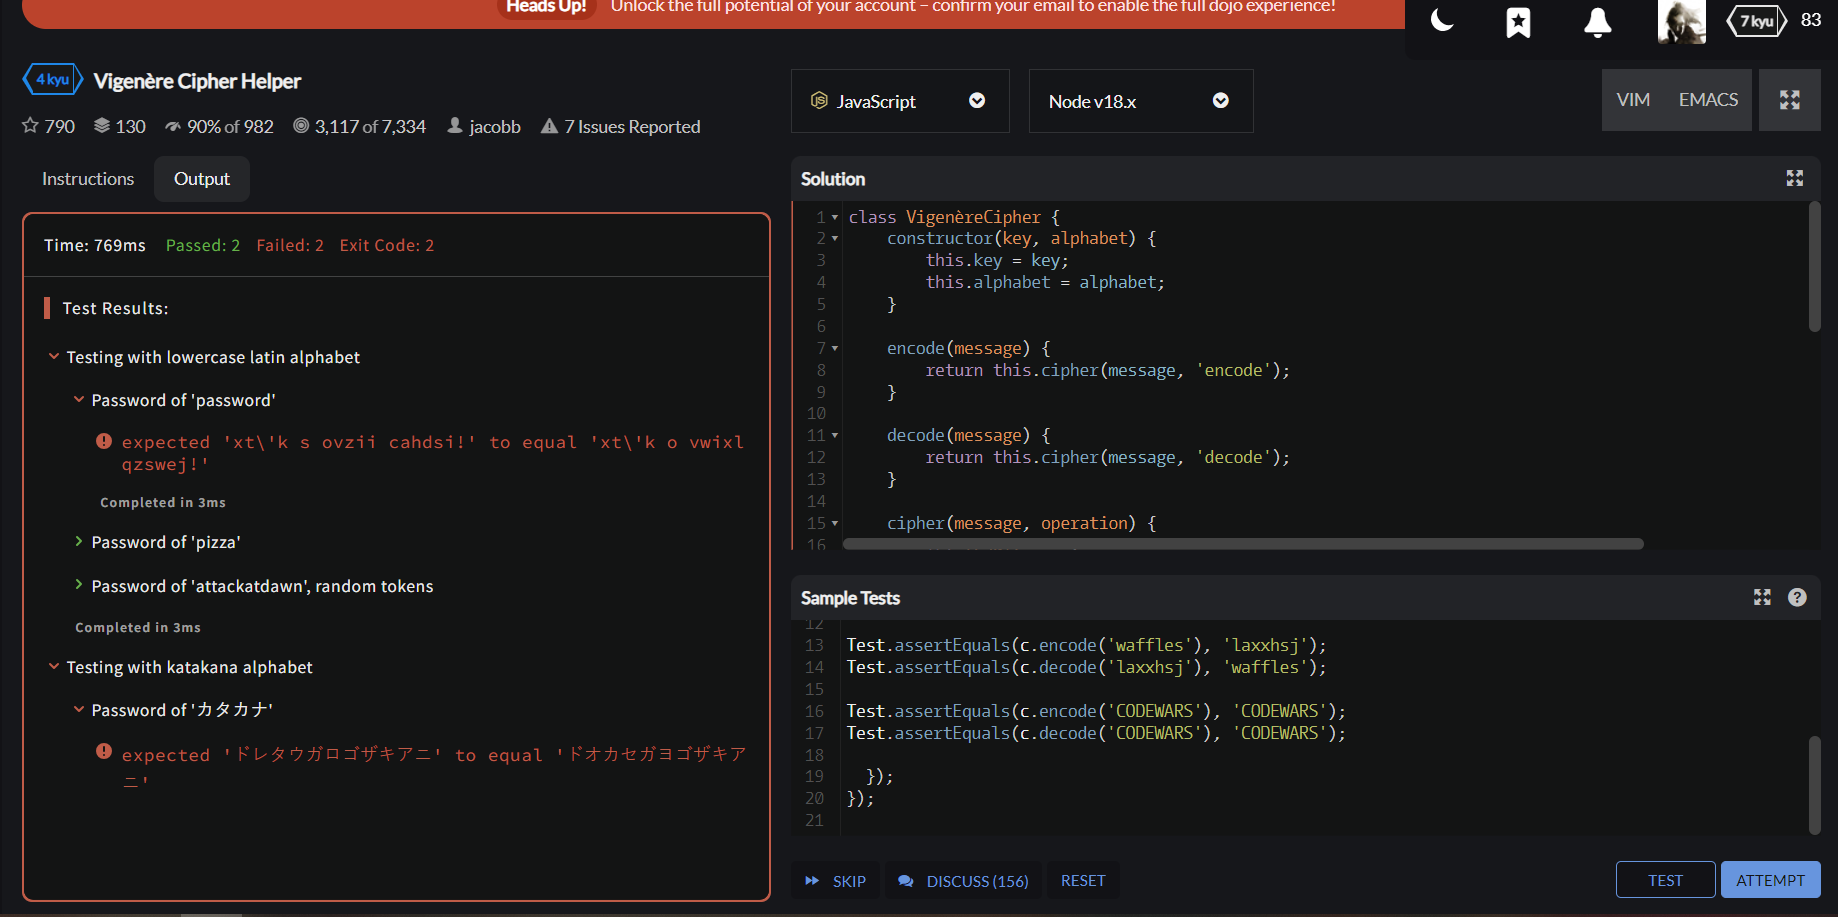 Heads Up! Unlock the full potential of your account – confirm your email to enable the full dojo experience!
7 kyu 83
4 kyu Vigenère Cipher Helper
790 130 90% of 982 3,117 of 7,334 jacobb 7 Issues Reported
JavaScript Node v18.x VIM EMACS
Instructions Output
Time: 769ms Passed: 2 Failed: 2 Exit Code: 2
Test Results:
Testing with lowercase latin alphabet
Password of 'password'
expected 'xt\'k s ovzii cahdsi!' to equal 'xt\'k o vwixl
qzswej!'
Completed in 3ms
Password of 'pizza'
Password of 'attackatdawn', random tokens
Completed in 3ms
Testing with katakana alphabet
Password of 'カタカナ'
expected 'ドレタウガロゴザキアニ' to equal 'ドオカセガヨゴザキア
ニ'
Solution
1 class VigenèreCipher {
2 constructor(key, alphabet) {
3 this.key = key;
4 this.alphabet = alphabet;
5 }
6
7 encode(message) {
8 return this.cipher(message, 'encode');
9 }
10
11 decode(message) {
12 return this.cipher(message, 'decode');
13 }
14
15 cipher(message, operation) {
16
Sample Tests
12
13 Test.assertEquals(c.encode('waffles'), 'laxxhsj');
14 Test.assertEquals(c.decode('laxxhsj'), 'waffles');
15
16 Test.assertEquals(c.encode('CODEWARS'), 'CODEWARS');
17 Test.assertEquals(c.decode('CODEWARS'), 'CODEWARS');
18
19 });
20 });
21
SKIP DISCUSS (156) RESET TEST ATTEMPT